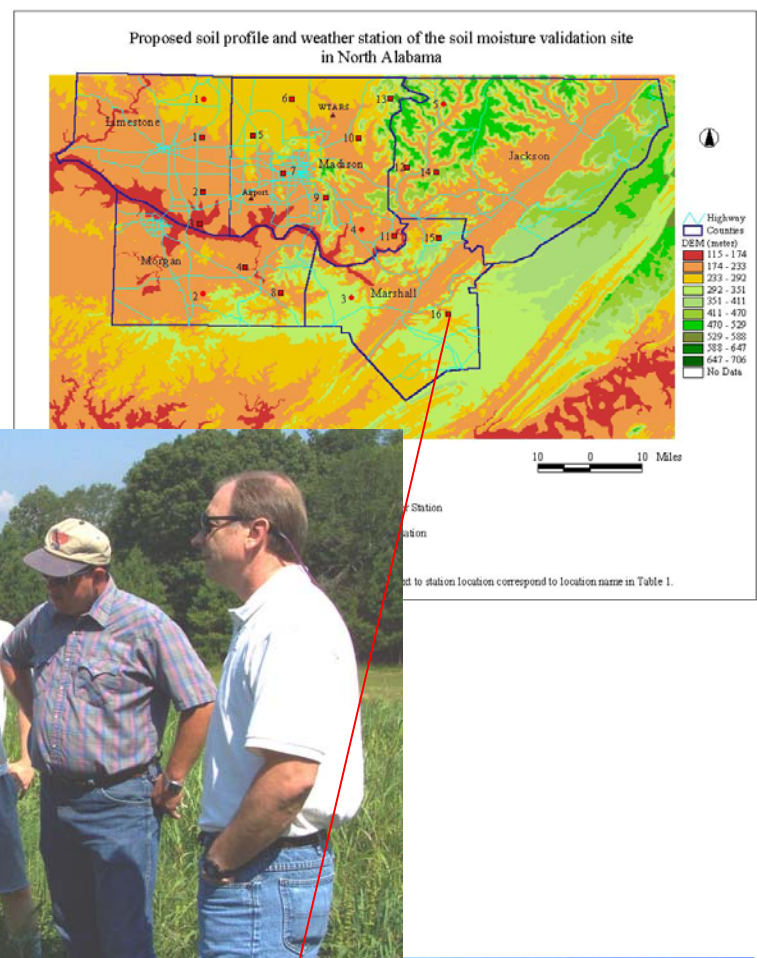 Proposed soil profile and weather station of the soil moisture validation site
in North Alabama
1
6
13
5
Limestone
WTARS
1
5
10
Jackson
Madison
7
12
14
2
Airport
9
4
11
15
Morgan
4
2
8
3
Marshall
16
Highway
Counties
DEM (meter)
115 - 174
174 - 233
233 - 292
292 - 351
351 - 411
411 - 470
470 - 529
529 - 588
588 - 647
647 - 706
No Data
10 0 10 Miles
Station
to station location correspond to location name in Table 1.